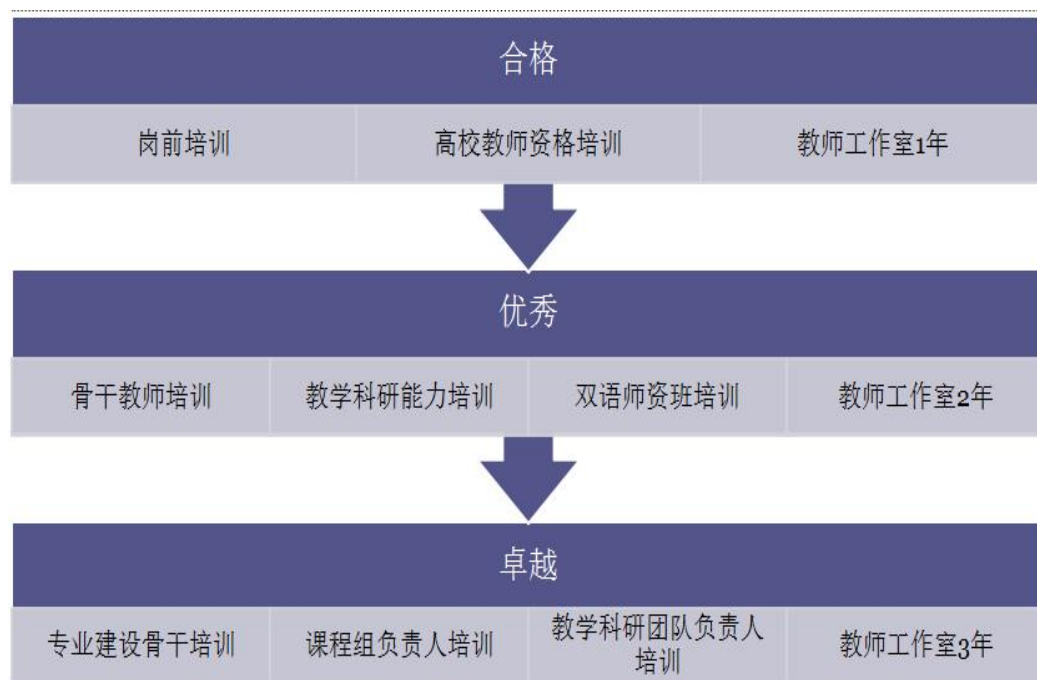 合格
岗前培训 高校教师资格培训 教师工作室1年
优秀
骨干教师培训 教学科研能力培训 双语师资班培训 教师工作室2年
卓越
专业建设骨干培训 课程组负责人培训 教学科研团队负责人
培训 教师工作室3年